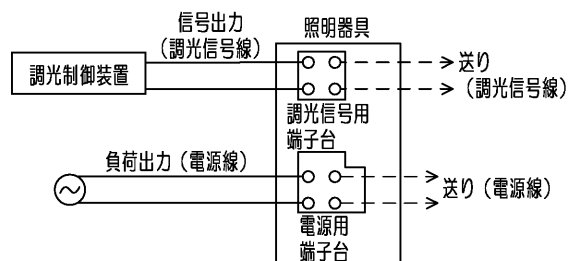 信号出力
（調光信号線）
照明器具
調光制御装置
送り
（調光信号線）
調光信号用
端子台
負荷出力（電源線）
送り（電源線）
電源用
端子台